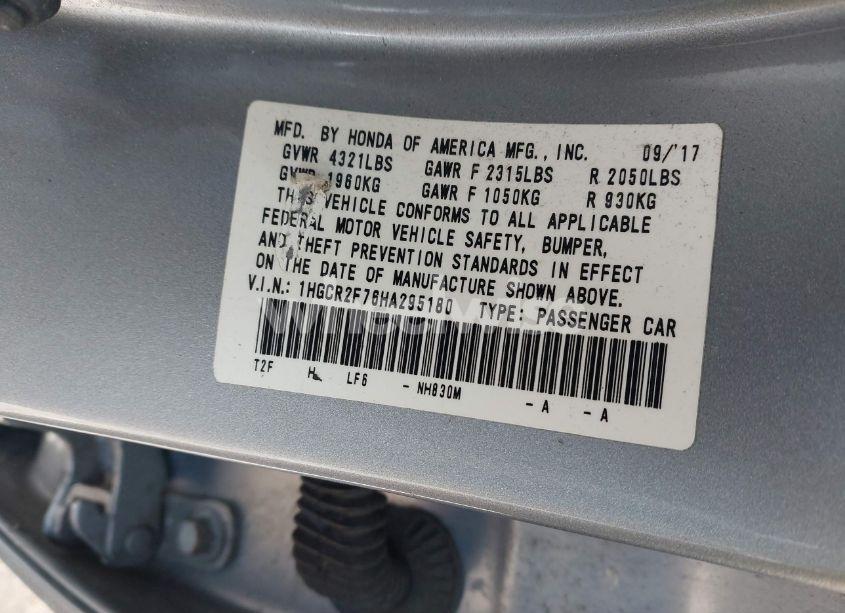 MFD. BY HONDA OF AMERICA MFG., INC. 09/'17
GVWR 4321LBS GAWR F 2315LBS R 2050LBS
GVWR 1960KG GAWR F 1050KG R 930KG
THIS VEHICLE CONFORMS TO ALL APPLICABLE
FEDERAL MOTOR VEHICLE SAFETY, BUMPER,
AND THEFT PREVENTION STANDARDS IN EFFECT
ON THE DATE OF MANUFACTURE SHOWN ABOVE.
V.I.N.: 1HGCR2F76HA295180 TYPE: PASSENGER CAR
T2F LF6 - NH830M - A - A